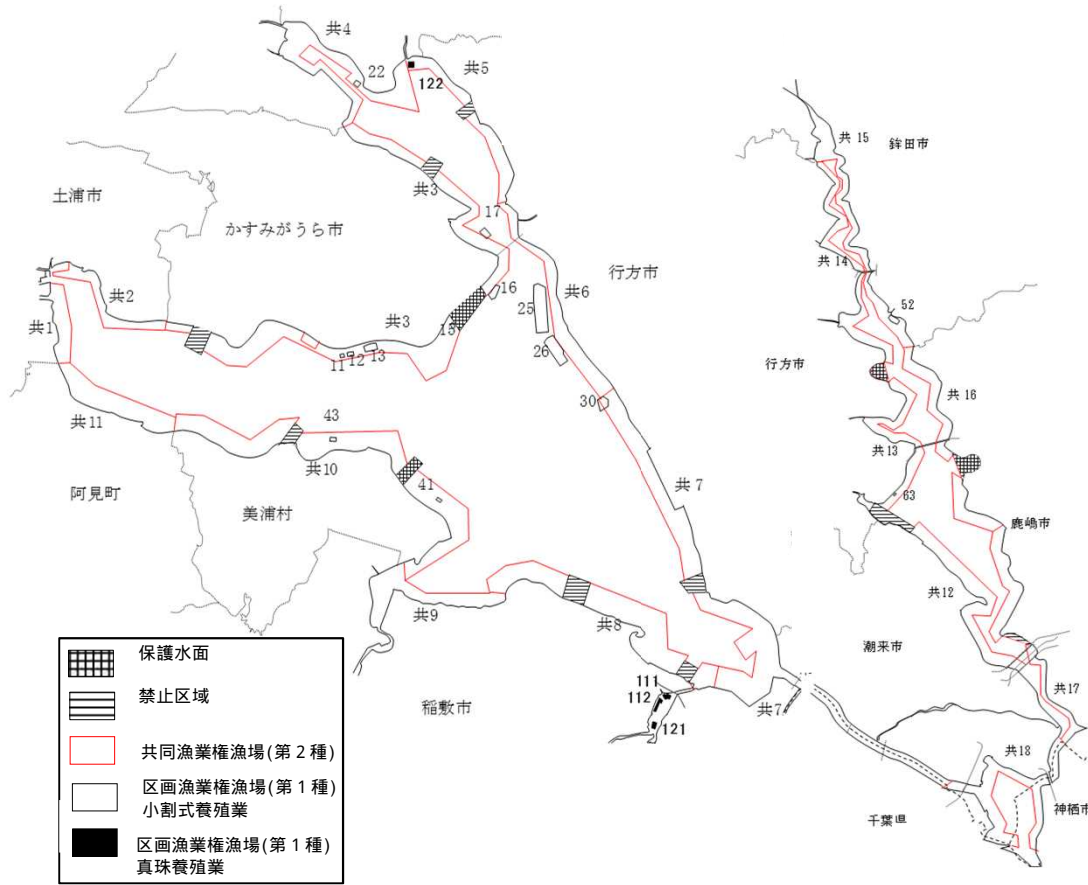 共4
22
122
共5
共 15
鉾田市
土浦市
共3
かすみがうら市
17
行方市
共14
共2
16
共6
25
52
共1
共3
15
26
行方市
11
12
13
共 16
30
共11
43
共13
共10
共7
63
阿見町
41
鹿嶋市
美浦村
共12
共9
共8
潮来市
保護水面
禁止区域
111
112
共7
共17
稲敷市
121
共同漁業権漁場(第2種)
共18
区画漁業権漁場(第1種)
小割式養殖業
神栖市
千葉県
区画漁業権漁場(第1種)
真珠養殖業